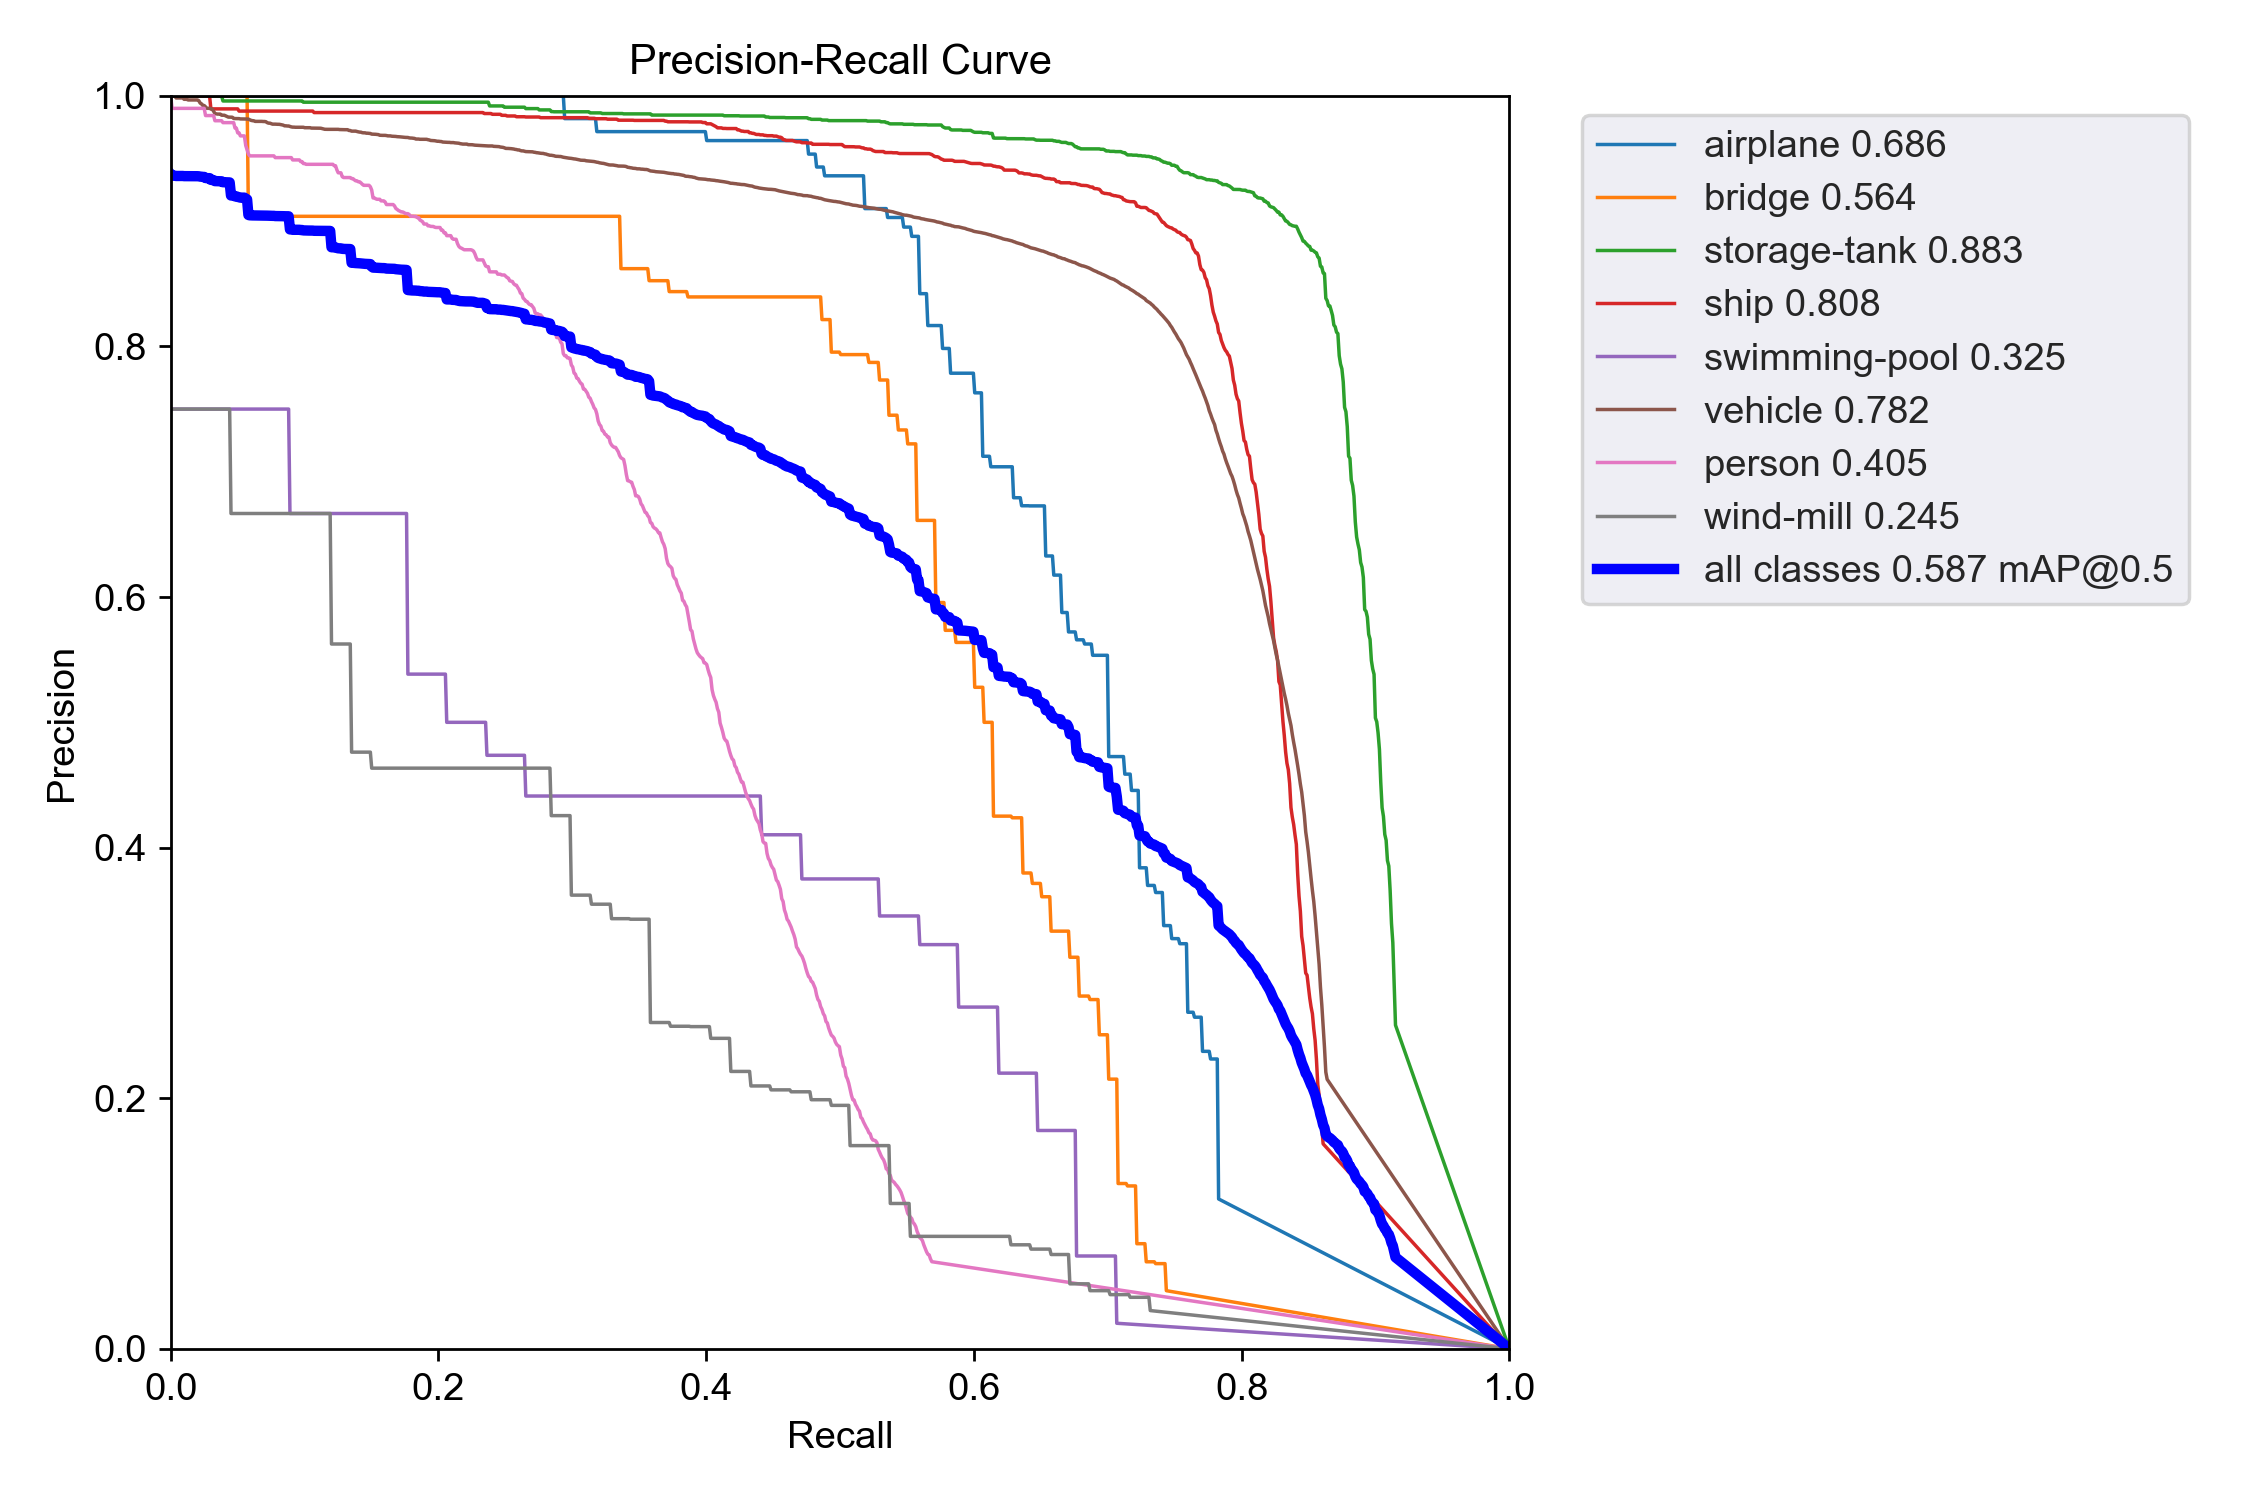 Precision-Recall Curve
1.0
0.8
0.6
0.4
0.2
0.0
Precision
0.0 0.2 0.4 0.6 0.8 1.0
Recall
airplane 0.686
bridge 0.564
storage-tank 0.883
ship 0.808
swimming-pool 0.325
vehicle 0.782
person 0.405
wind-mill 0.245
all classes 0.587 mAP@0.5